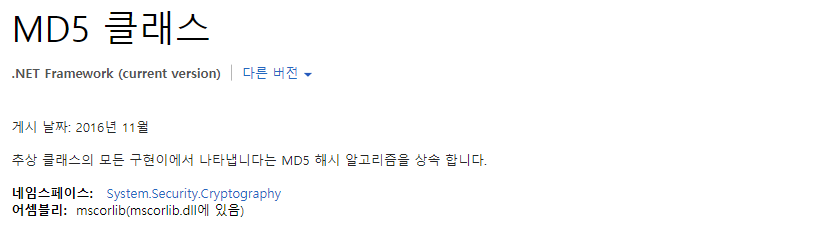 MD5 클래스
.NET Framework (current version) 다른 버전
게시 날짜: 2016년 11월
추상 클래스의 모든 구현이에서 나타냅니다는 MD5 해시 알고리즘을 상속 합니다.
네임스페이스: System.Security.Cryptography
어셈블리: mscorlib(mscorlib.dll에 있음)